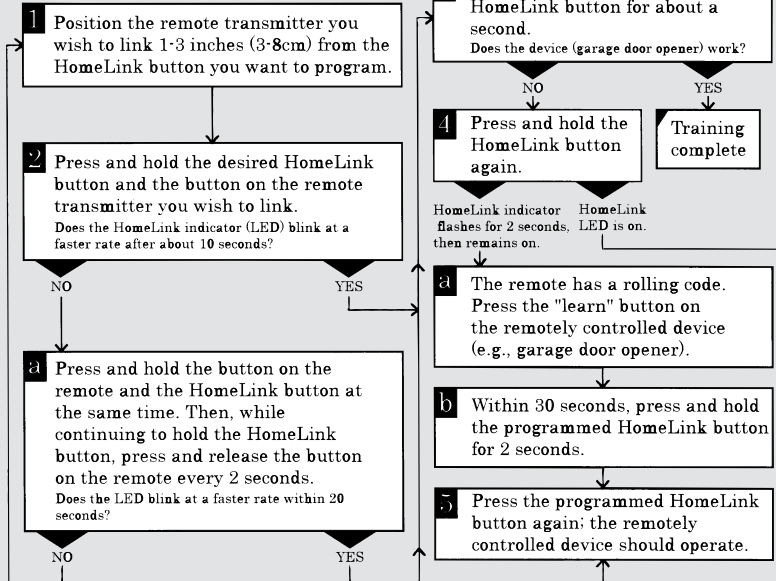 1
Position the remote transmitter you
wish to link 1-3 inches (3-8cm) from the
HomeLink button you want to program.
2
Press and hold the desired HomeLink
button and the button on the remote
transmitter you wish to link.
Does the HomeLink indicator (LED) blink at a
faster rate after about 10 seconds?
NO
YES
a
Press and hold the button on the
remote and the HomeLink button at
the same time. Then, while
continuing to hold the HomeLink
button, press and release the button
on the remote every 2 seconds.
Does the LED blink at a faster rate within 20
seconds?
NO
YES
HomeLink button for about a
second.
Does the device (garage door opener) work?
NO
YES
4
Press and hold the
HomeLink button
again.
Training
complete
HomeLink indicator
flashes for 2 seconds,
then remains on.
HomeLink
LED is on.
a
The remote has a rolling code.
Press the "learn" button on
the remotely controlled device
(e.g., garage door opener).
b
Within 30 seconds, press and hold
the programmed HomeLink button
for 2 seconds.
5
Press the programmed HomeLink
button again; the remotely
controlled device should operate.